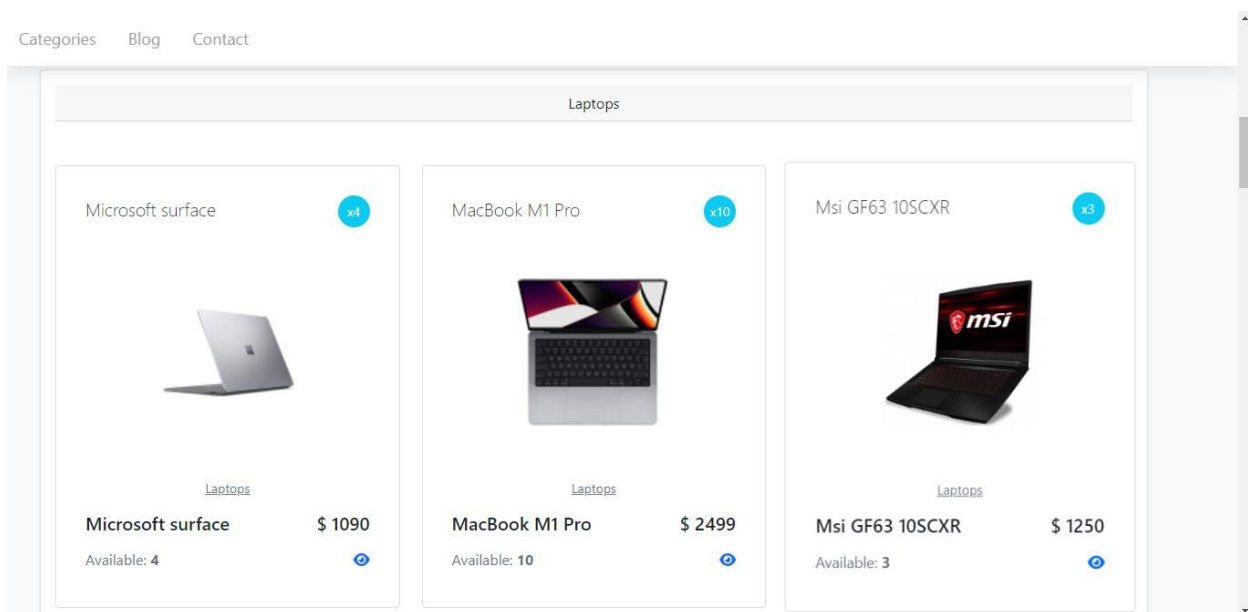 Categories Blog Contact
Laptops
Microsoft surface x4
MacBook M1 Pro x10
Msi GF63 10SCXR x3
msi
Laptops
Laptops
Laptops
Microsoft surface $ 1090
MacBook M1 Pro $ 2499
Msi GF63 10SCXR $ 1250
Available: 4
Available: 10
Available: 3